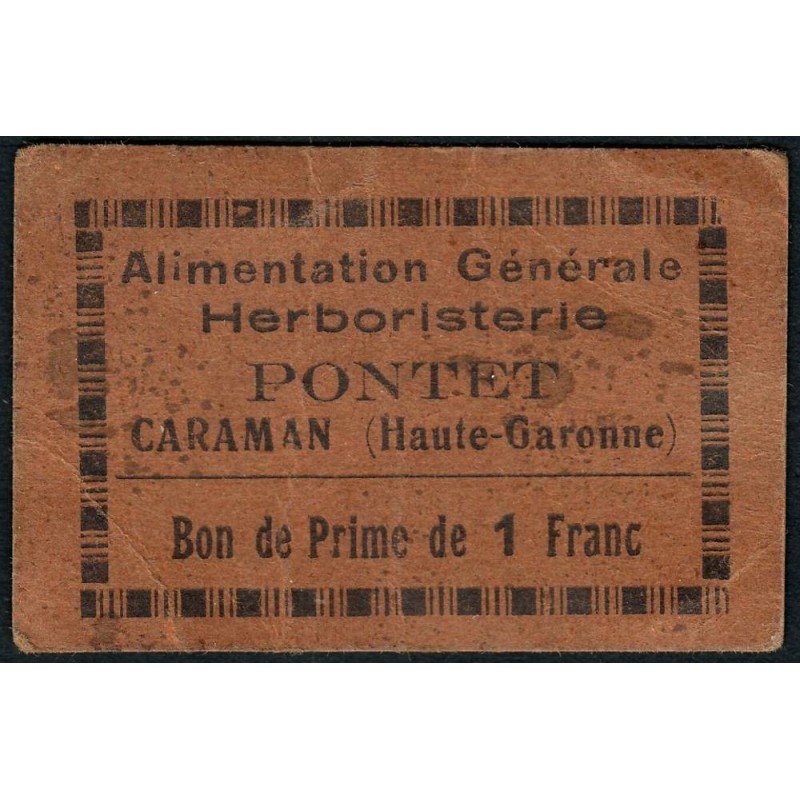 Alimentation Générale
Herboristerie
PONTET
CARAMAN (Haute-Garonne)
Bon de Prime de 1 Franc